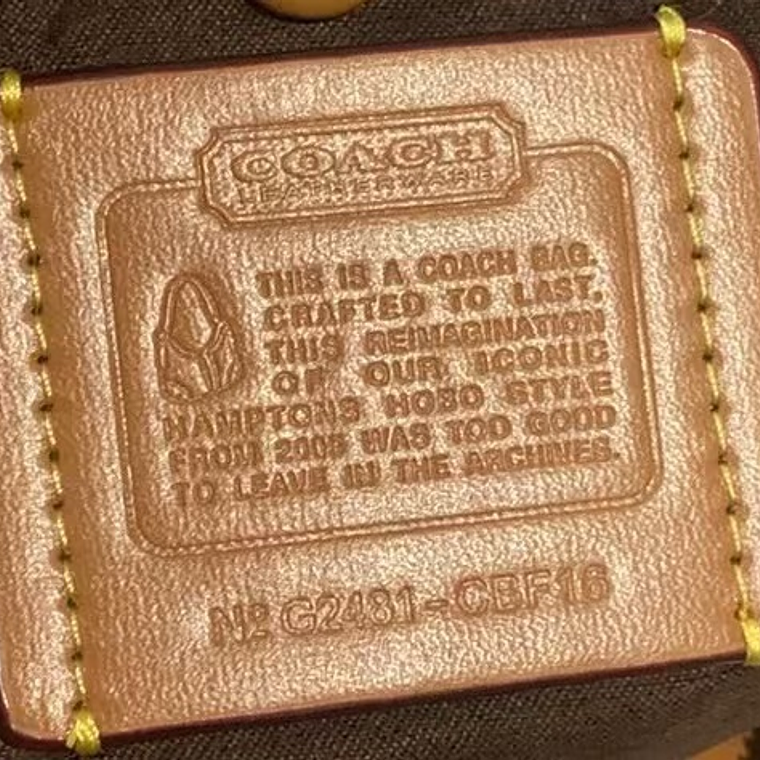 COACH
LEATHERWARE
THIS IS A COACH BAG.
CRAFTED TO LAST.
THIS REIMAGINATION
OF OUR ICONIC
HAMPTONS HOBO STYLE
FROM 2005 WAS TOO GOOD
TO LEAVE IN THE ARCHIVES.
Nº G2481-CBF16